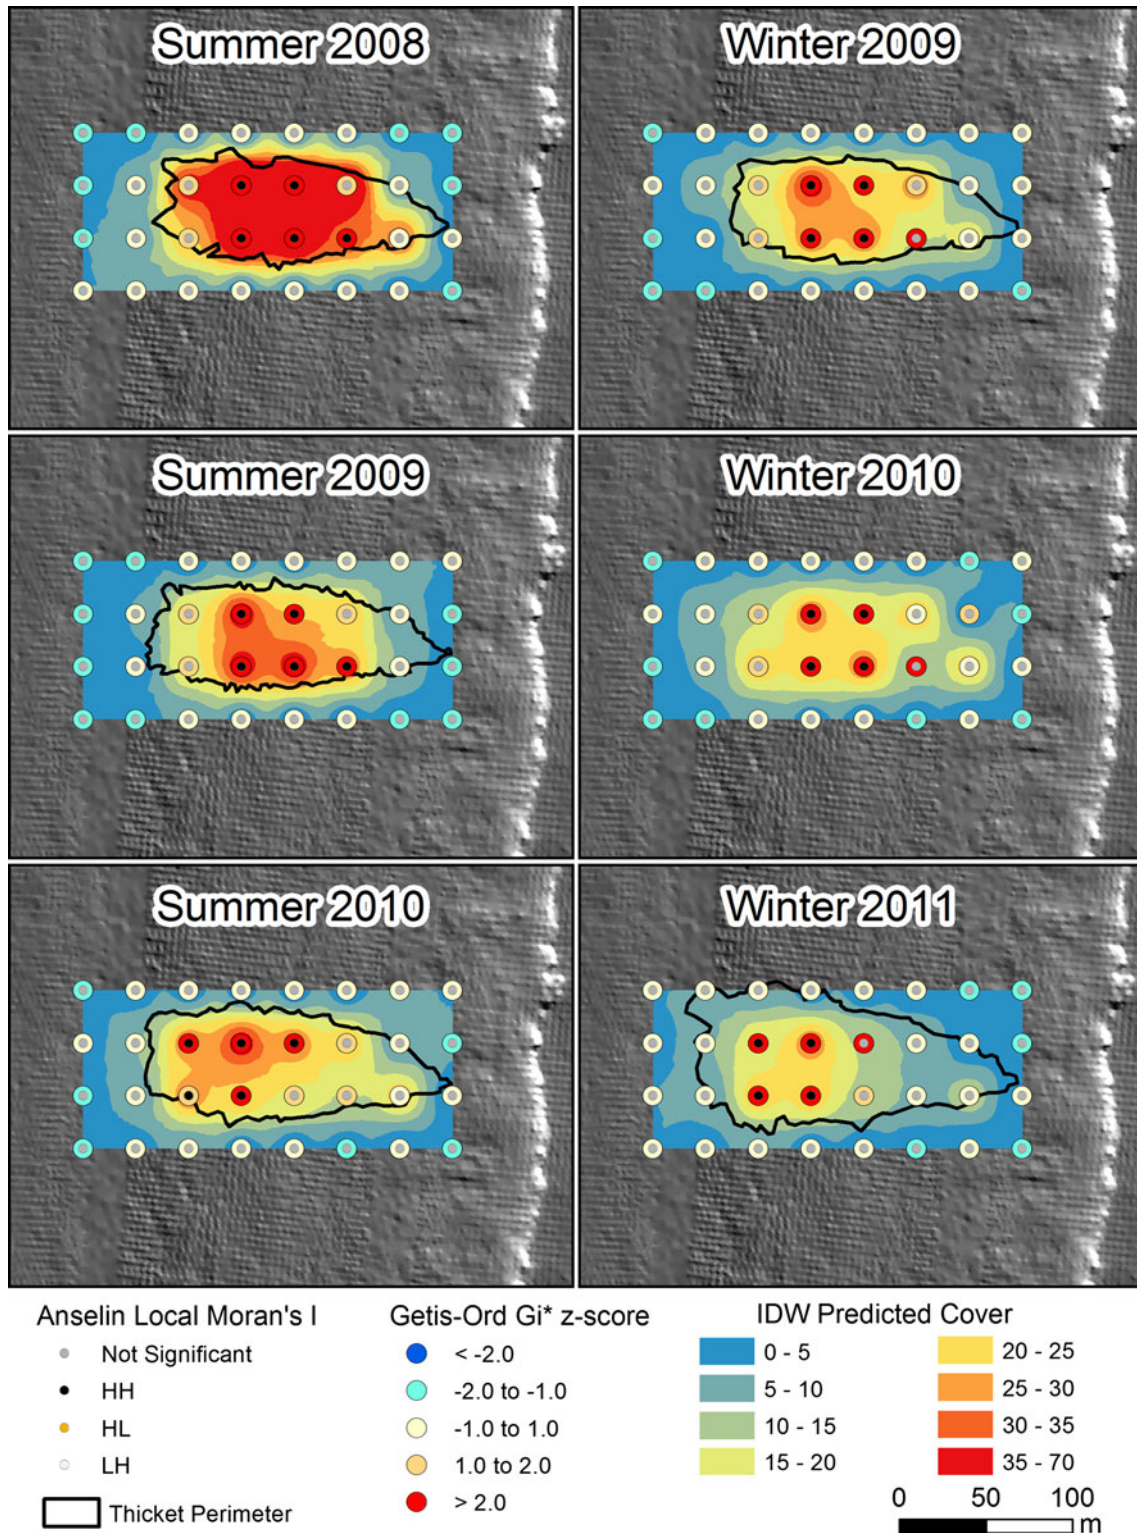 Summer 2008
Winter 2009
Summer 2009
Winter 2010
Summer 2010
Winter 2011
Anselin Local Moran's I
Not Significant
HH
HL
LH
Thicket Perimeter
Getis-Ord Gi* z-score
< -2.0
-2.0 to -1.0
-1.0 to 1.0
1.0 to 2.0
> 2.0
IDW Predicted Cover
0 - 5
5 - 10
10 - 15
15 - 20
20 - 25
25 - 30
30 - 35
35 - 70
0 50 100
m